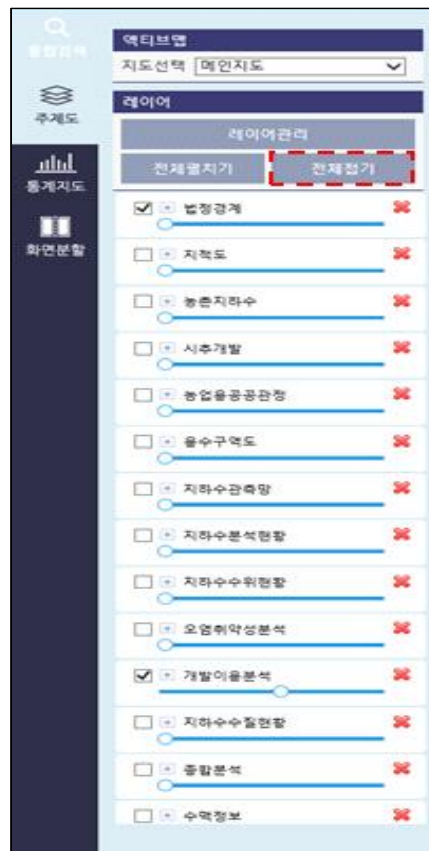 통합검색
주제도
통계지도
화면분할
액티브맵
지도선택 메인지도
레이어
레이어관리
전체펼치기 전체접기
법정경계
지적도
농촌지하수
시추개발
농업용공공관정
용수구역도
지하수관측망
지하수분석현황
지하수수위현황
오염취약성분석
개발이용분석
지하수수질현황
종합분석
수맥정보